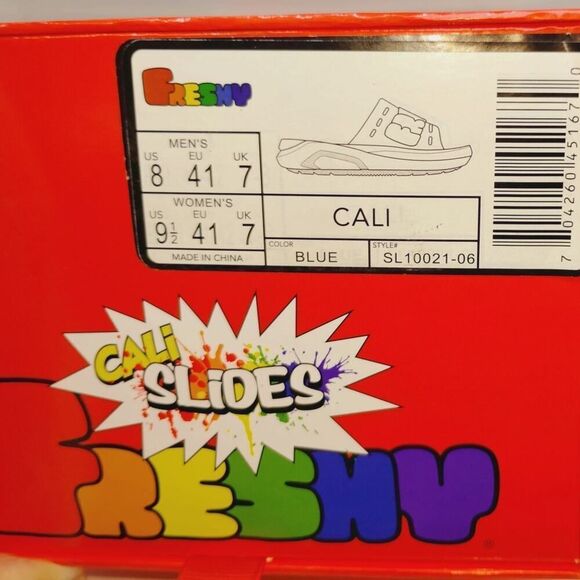 FRESHY
MEN'S
US EU UK
8 41 7
WOMEN'S
US EU UK
9½ 41 7
MADE IN CHINA
CALI
COLOR STYLE#
BLUE SL10021-06
7 04260 45167 0
CALI
SLiDES
FRESHY
®